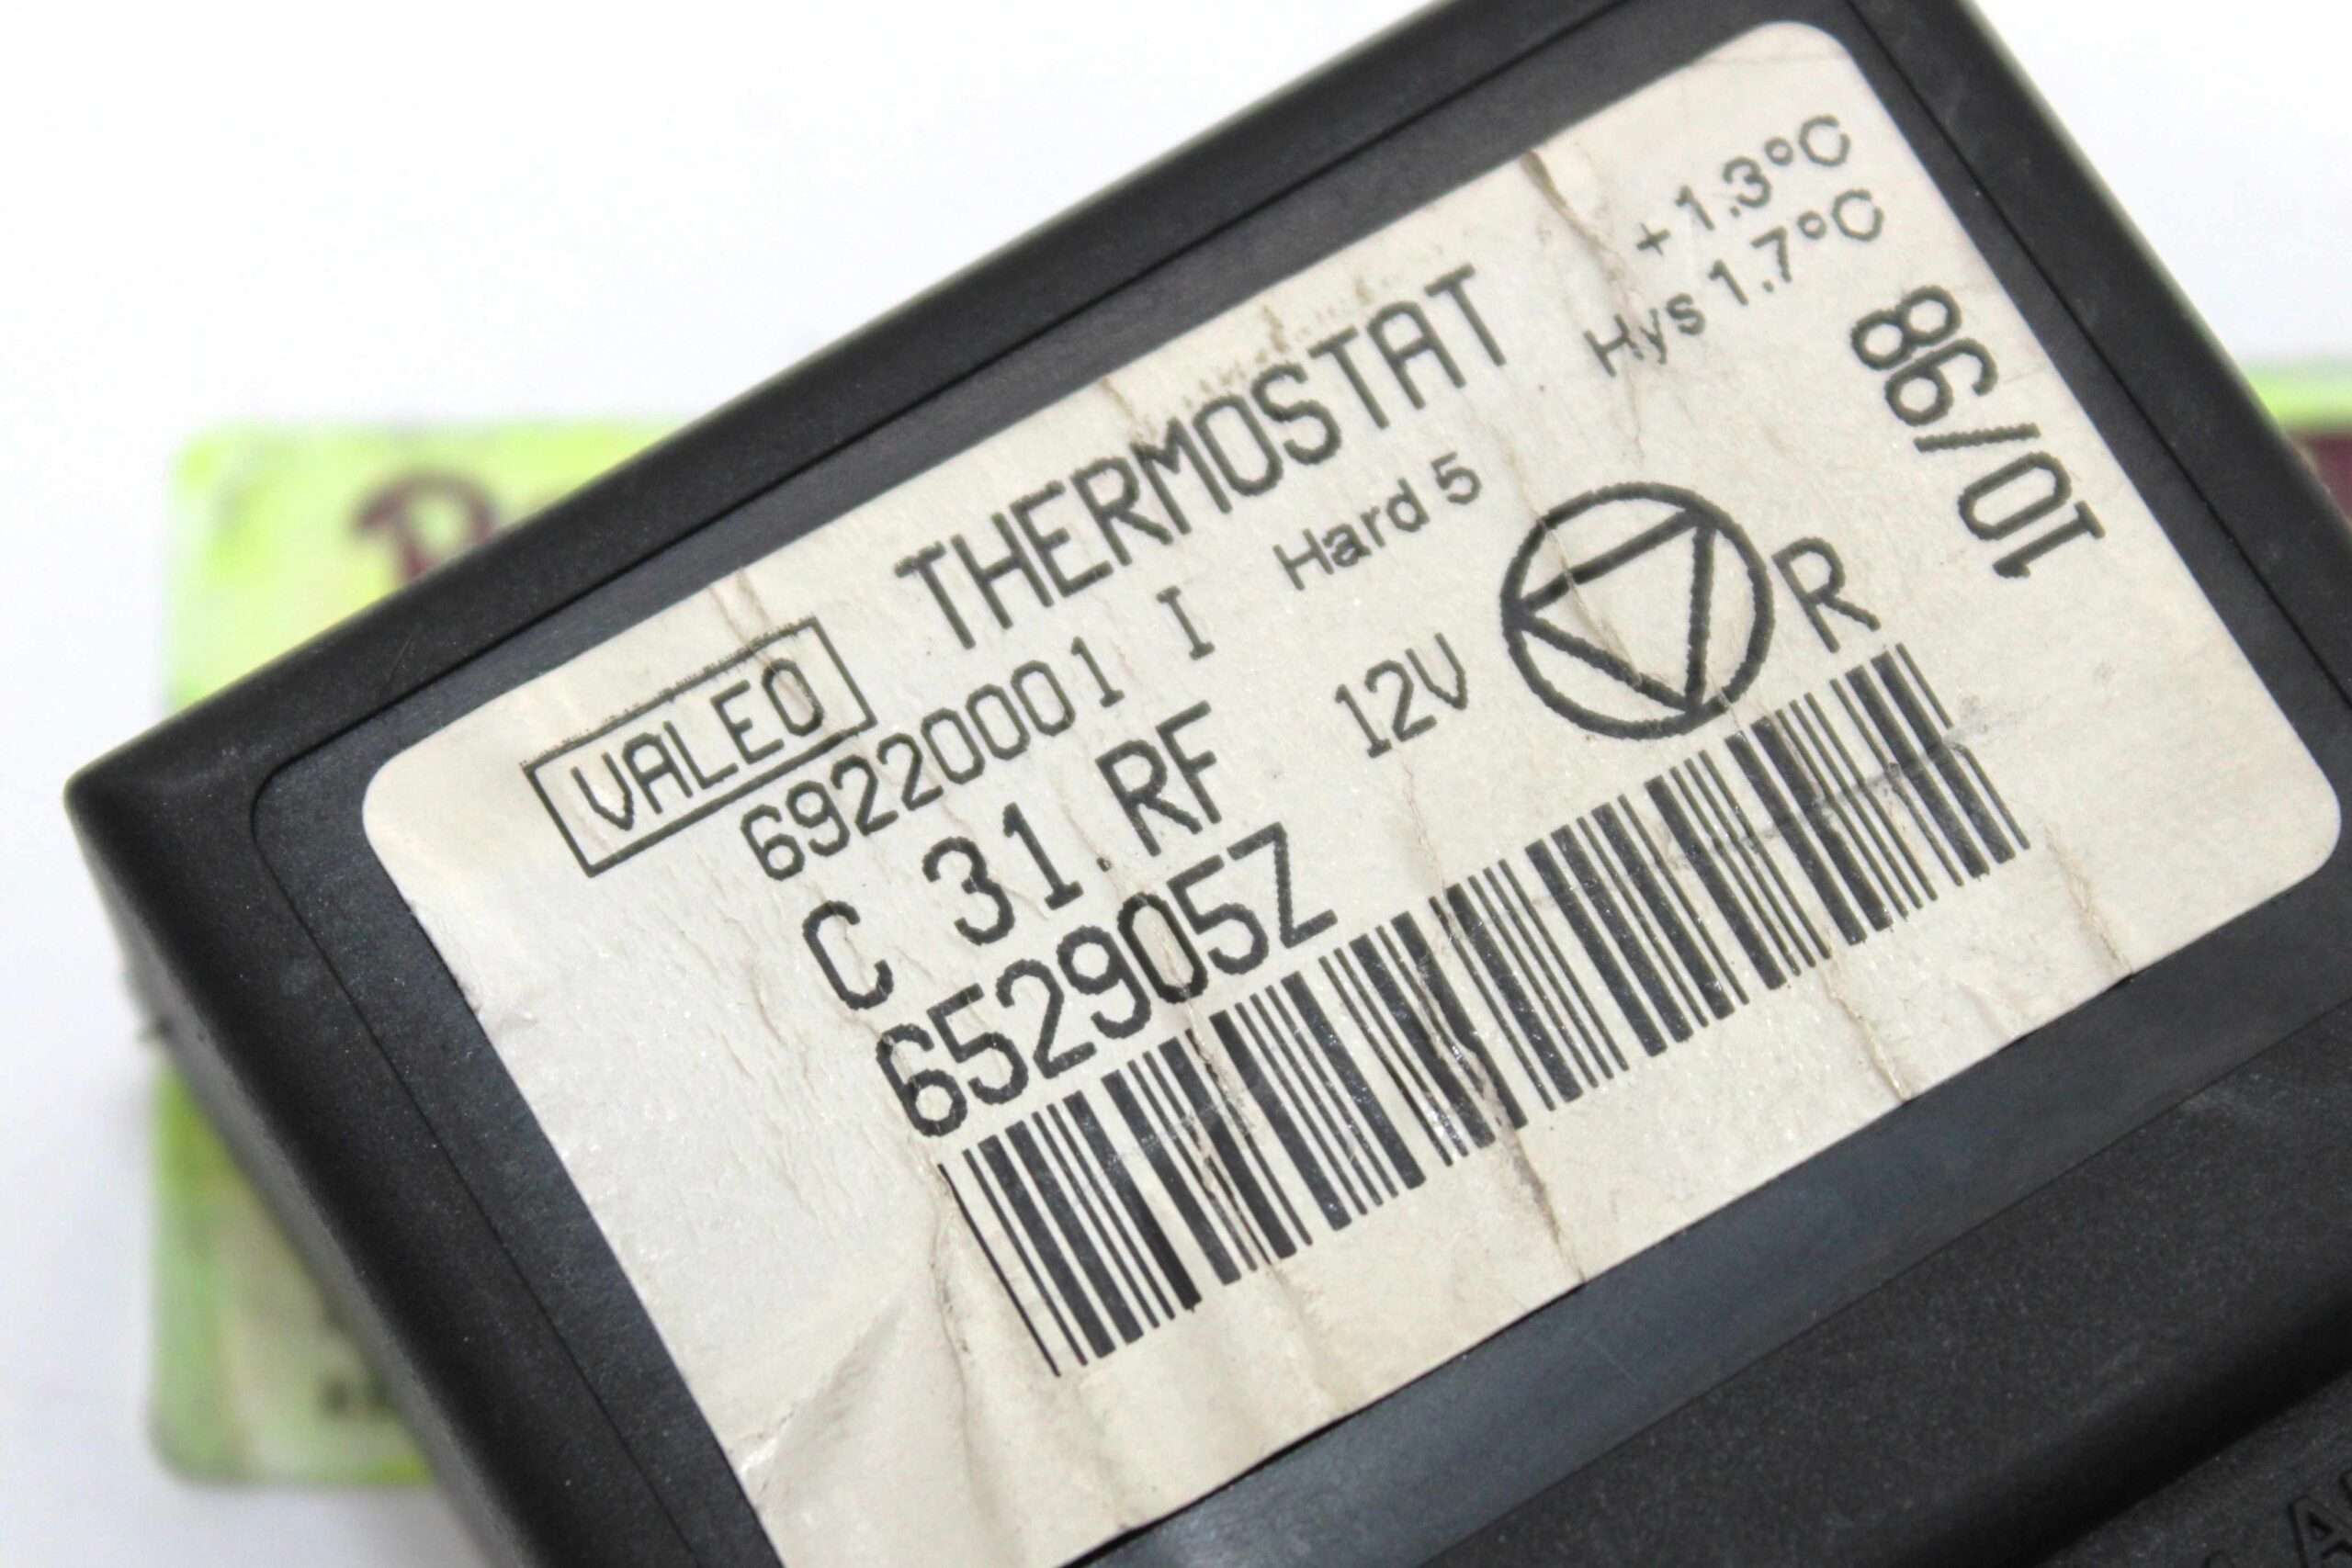 +1.3°C
Hys 1.7°C
THERMOSTAT
Hard 5
VALEO
69220001 I
C 31.RF
12V
R
10/98
652905Z